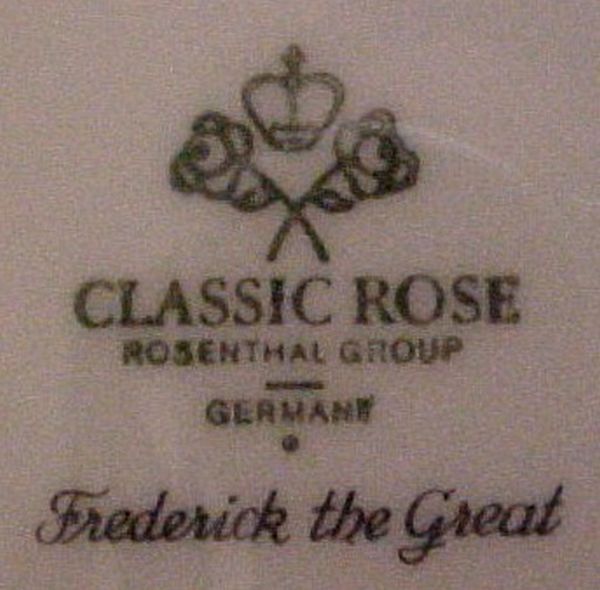 CLASSIC ROSE
ROSENTHAL GROUP
GERMANY
Frederick the Great